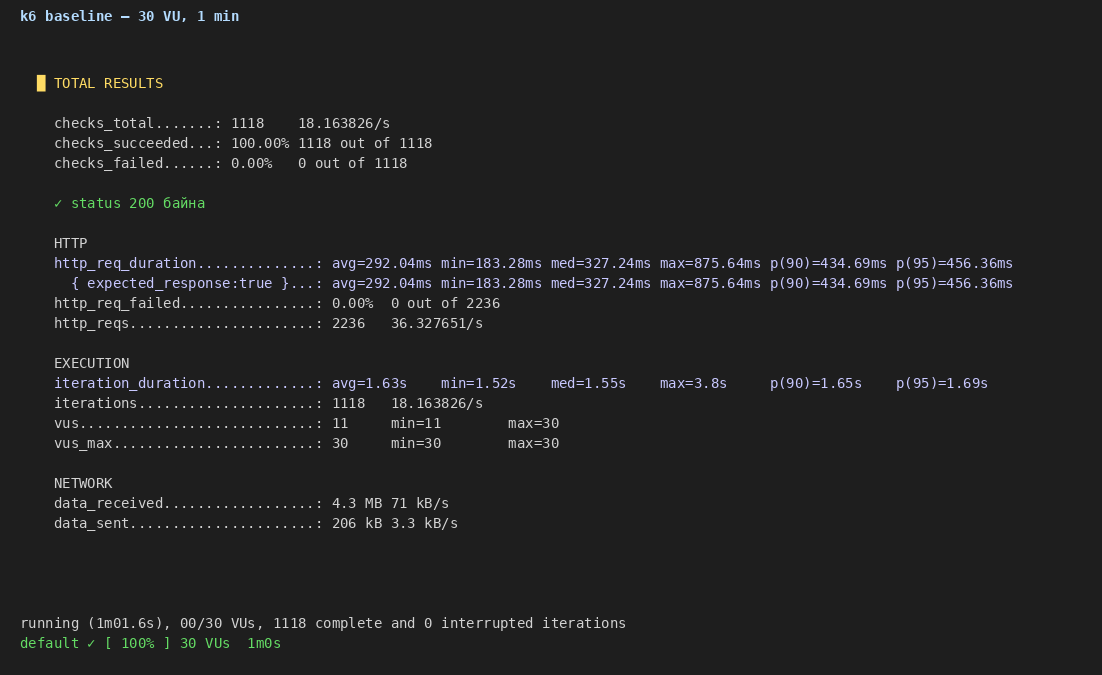 k6 baseline — 30 VU, 1 min
█ TOTAL RESULTS
checks_total.......: 1118    18.163826/s
checks_succeeded...: 100.00% 1118 out of 1118
checks_failed......: 0.00%   0 out of 1118
✓ status 200 байна
HTTP
http_req_duration..............: avg=292.04ms min=183.28ms med=327.24ms max=875.64ms p(90)=434.69ms p(95)=456.36ms
{ expected_response:true }...: avg=292.04ms min=183.28ms med=327.24ms max=875.64ms p(90)=434.69ms p(95)=456.36ms
http_req_failed................: 0.00%  0 out of 2236
http_reqs......................: 2236   36.327651/s
EXECUTION
iteration_duration.............: avg=1.63s    min=1.52s    med=1.55s    max=3.8s     p(90)=1.65s    p(95)=1.69s
iterations.....................: 1118   18.163826/s
vus............................: 11     min=11        max=30
vus_max........................: 30     min=30        max=30
NETWORK
data_received..................: 4.3 MB 71 kB/s
data_sent......................: 206 kB 3.3 kB/s
running (1m01.6s), 00/30 VUs, 1118 complete and 0 interrupted iterations
default ✓ [ 100% ] 30 VUs  1m0s